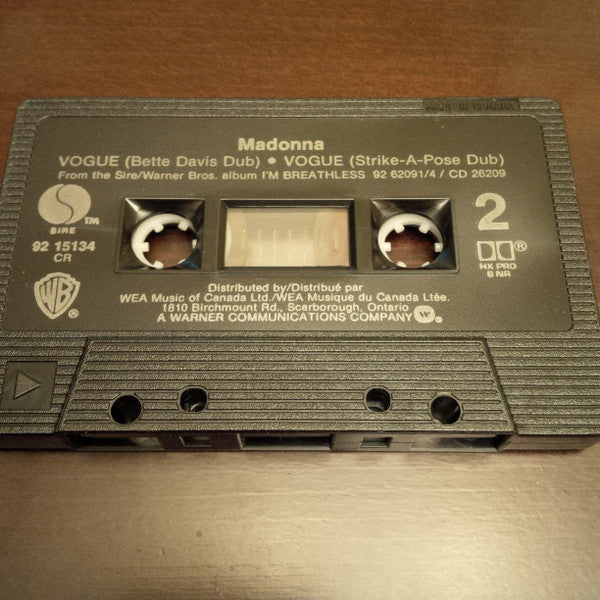 MADE IN CANADA
Madonna
VOGUE (Bette Davis Dub) • VOGUE (Strike-A-Pose Dub)
From the Sire/Warner Bros. album I'M BREATHLESS 92 62091/4 / CD 26209
SIRE TM
92 15134
CR
2
HX PRO
B NR
WB ®
Distributed by/Distribué par
WEA Music of Canada Ltd./WEA Musique du Canada Ltée.
1810 Birchmount Rd., Scarborough, Ontario
A WARNER COMMUNICATIONS COMPANY